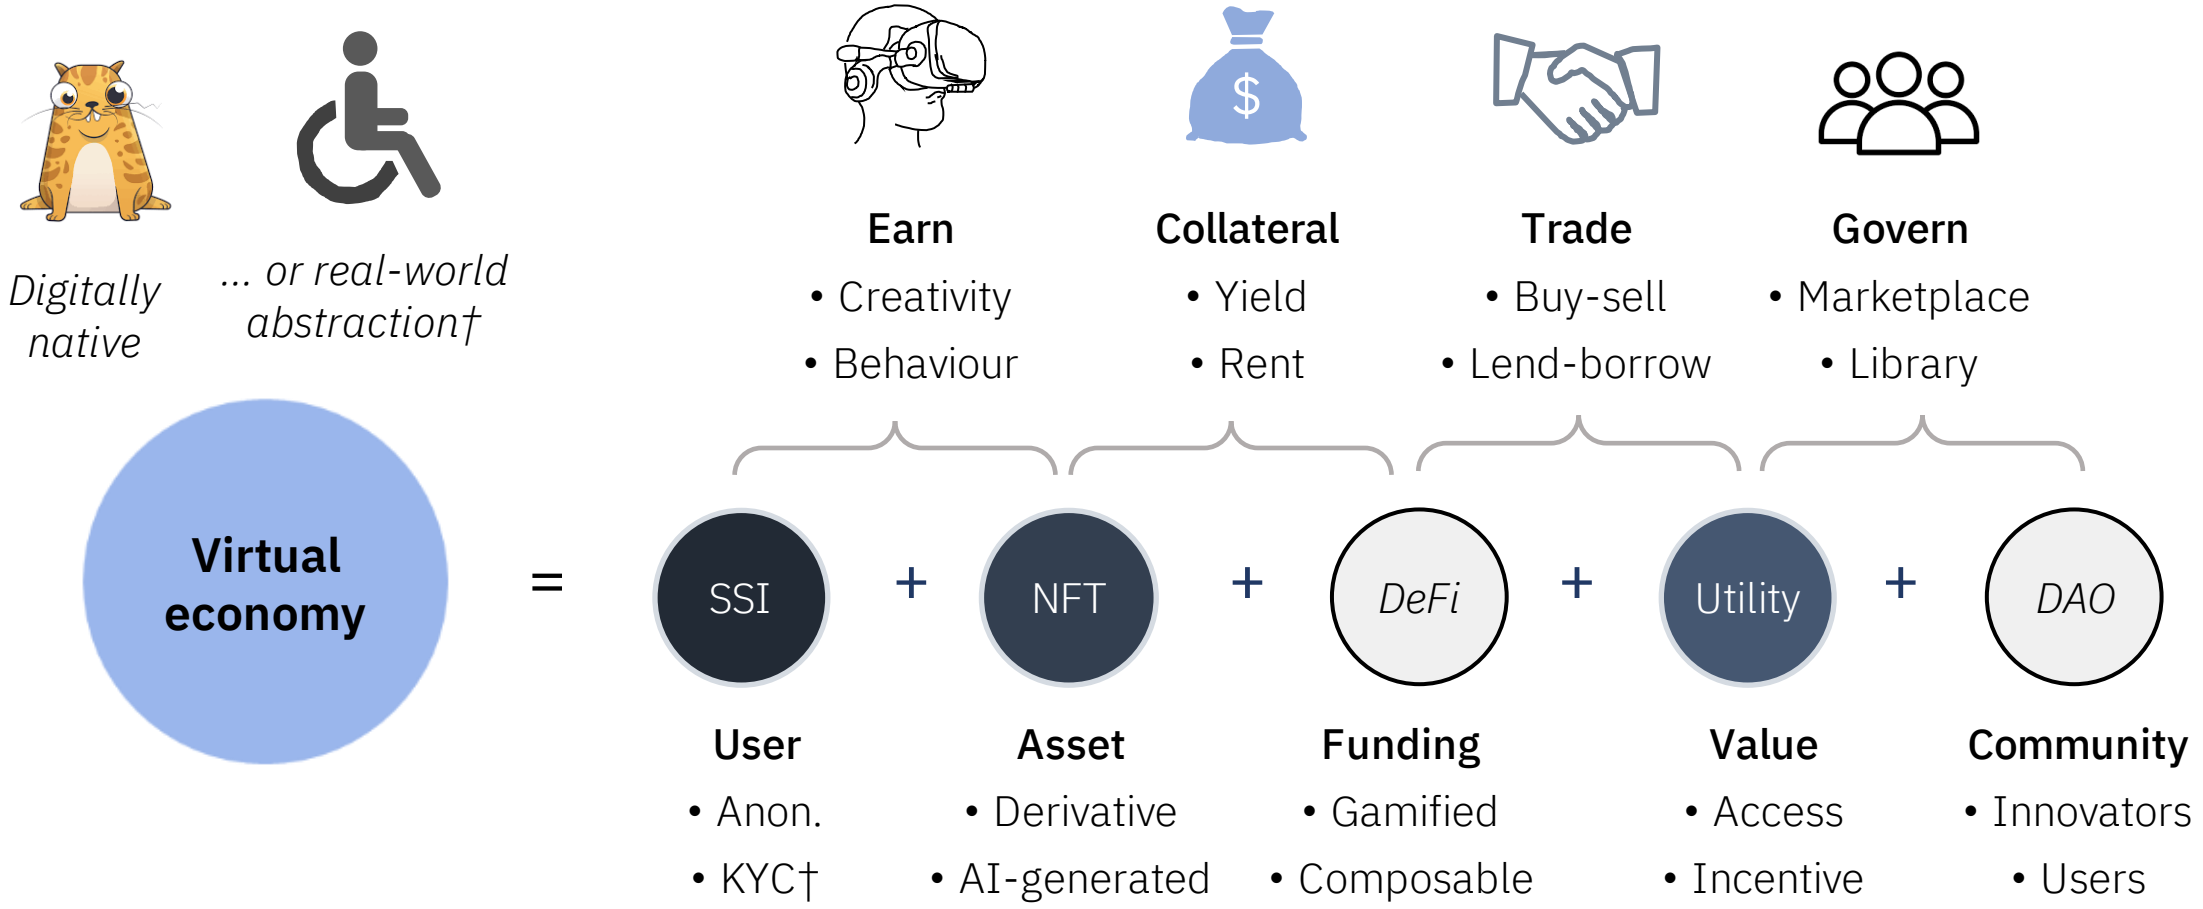 Digitally
native
... or real-world
abstraction†
$
Earn
• Creativity
• Behaviour
Collateral
• Yield
• Rent
Trade
• Buy-sell
• Lend-borrow
Govern
• Marketplace
• Library
Virtual
economy
=
SSI
+
NFT
+
DeFi
+
Utility
+
DAO
User
• Anon.
• KYC†
Asset
• Derivative
• AI-generated
Funding
• Gamified
• Composable
Value
• Access
• Incentive
Community
• Innovators
• Users